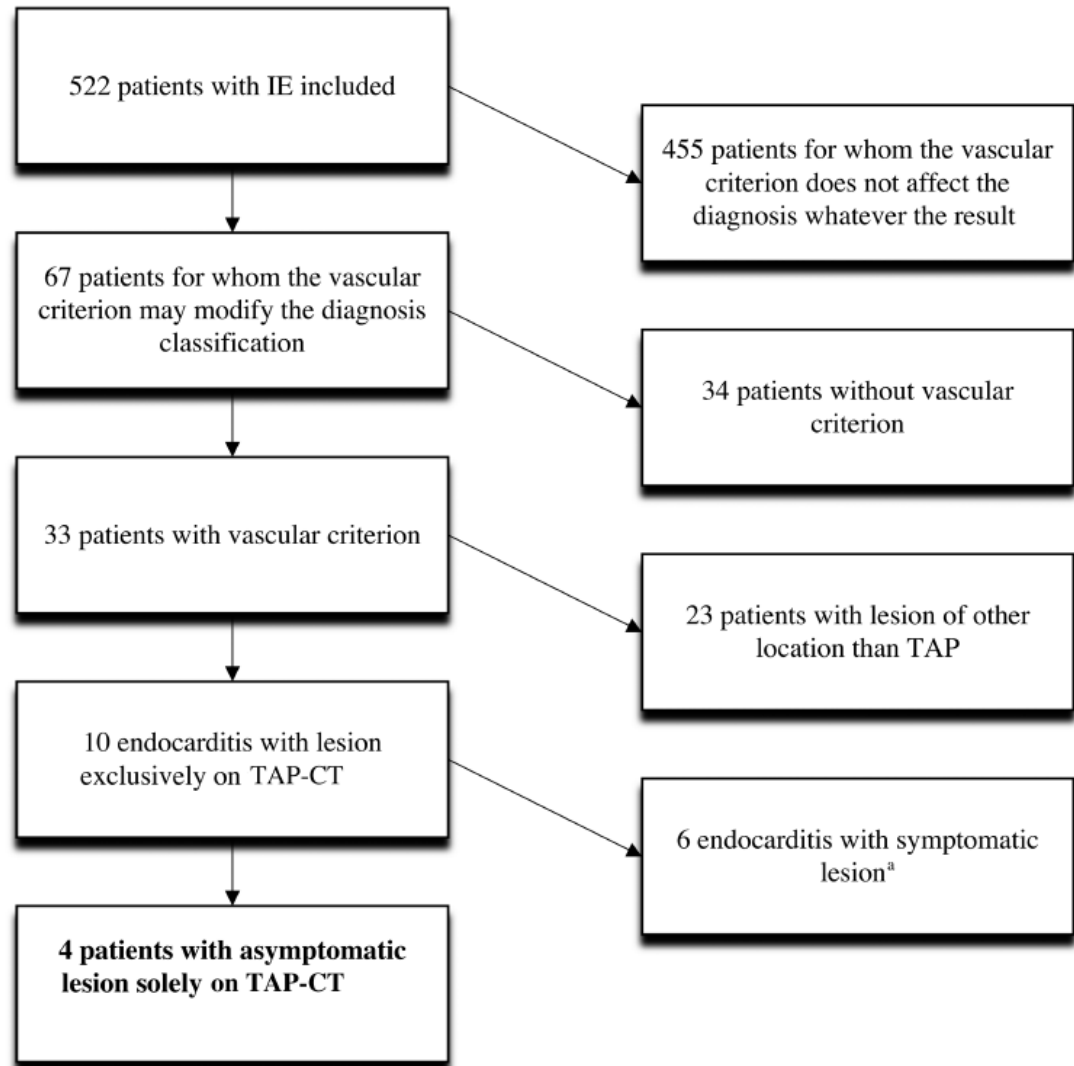 522 patients with IE included
455 patients for whom the vascular
criterion does not affect the
diagnosis whatever the result
67 patients for whom the vascular
criterion may modify the diagnosis
classification
34 patients without vascular
criterion
33 patients with vascular criterion
23 patients with lesion of other
location than TAP
10 endocarditis with lesion
exclusively on TAP-CT
6 endocarditis with symptomatic
lesionᵃ
4 patients with asymptomatic
lesion solely on TAP-CT